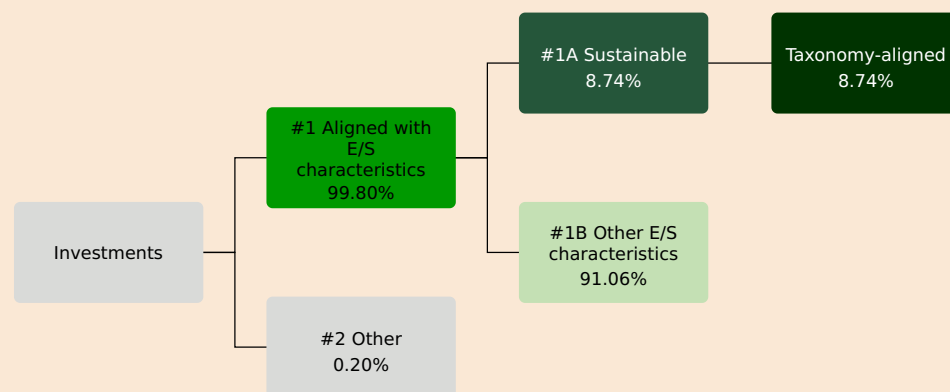 #1A Sustainable
8.74%
Taxonomy-aligned
8.74%
#1 Aligned with
E/S
characteristics
99.80%
Investments
#1B Other E/S
characteristics
91.06%
#2 Other
0.20%